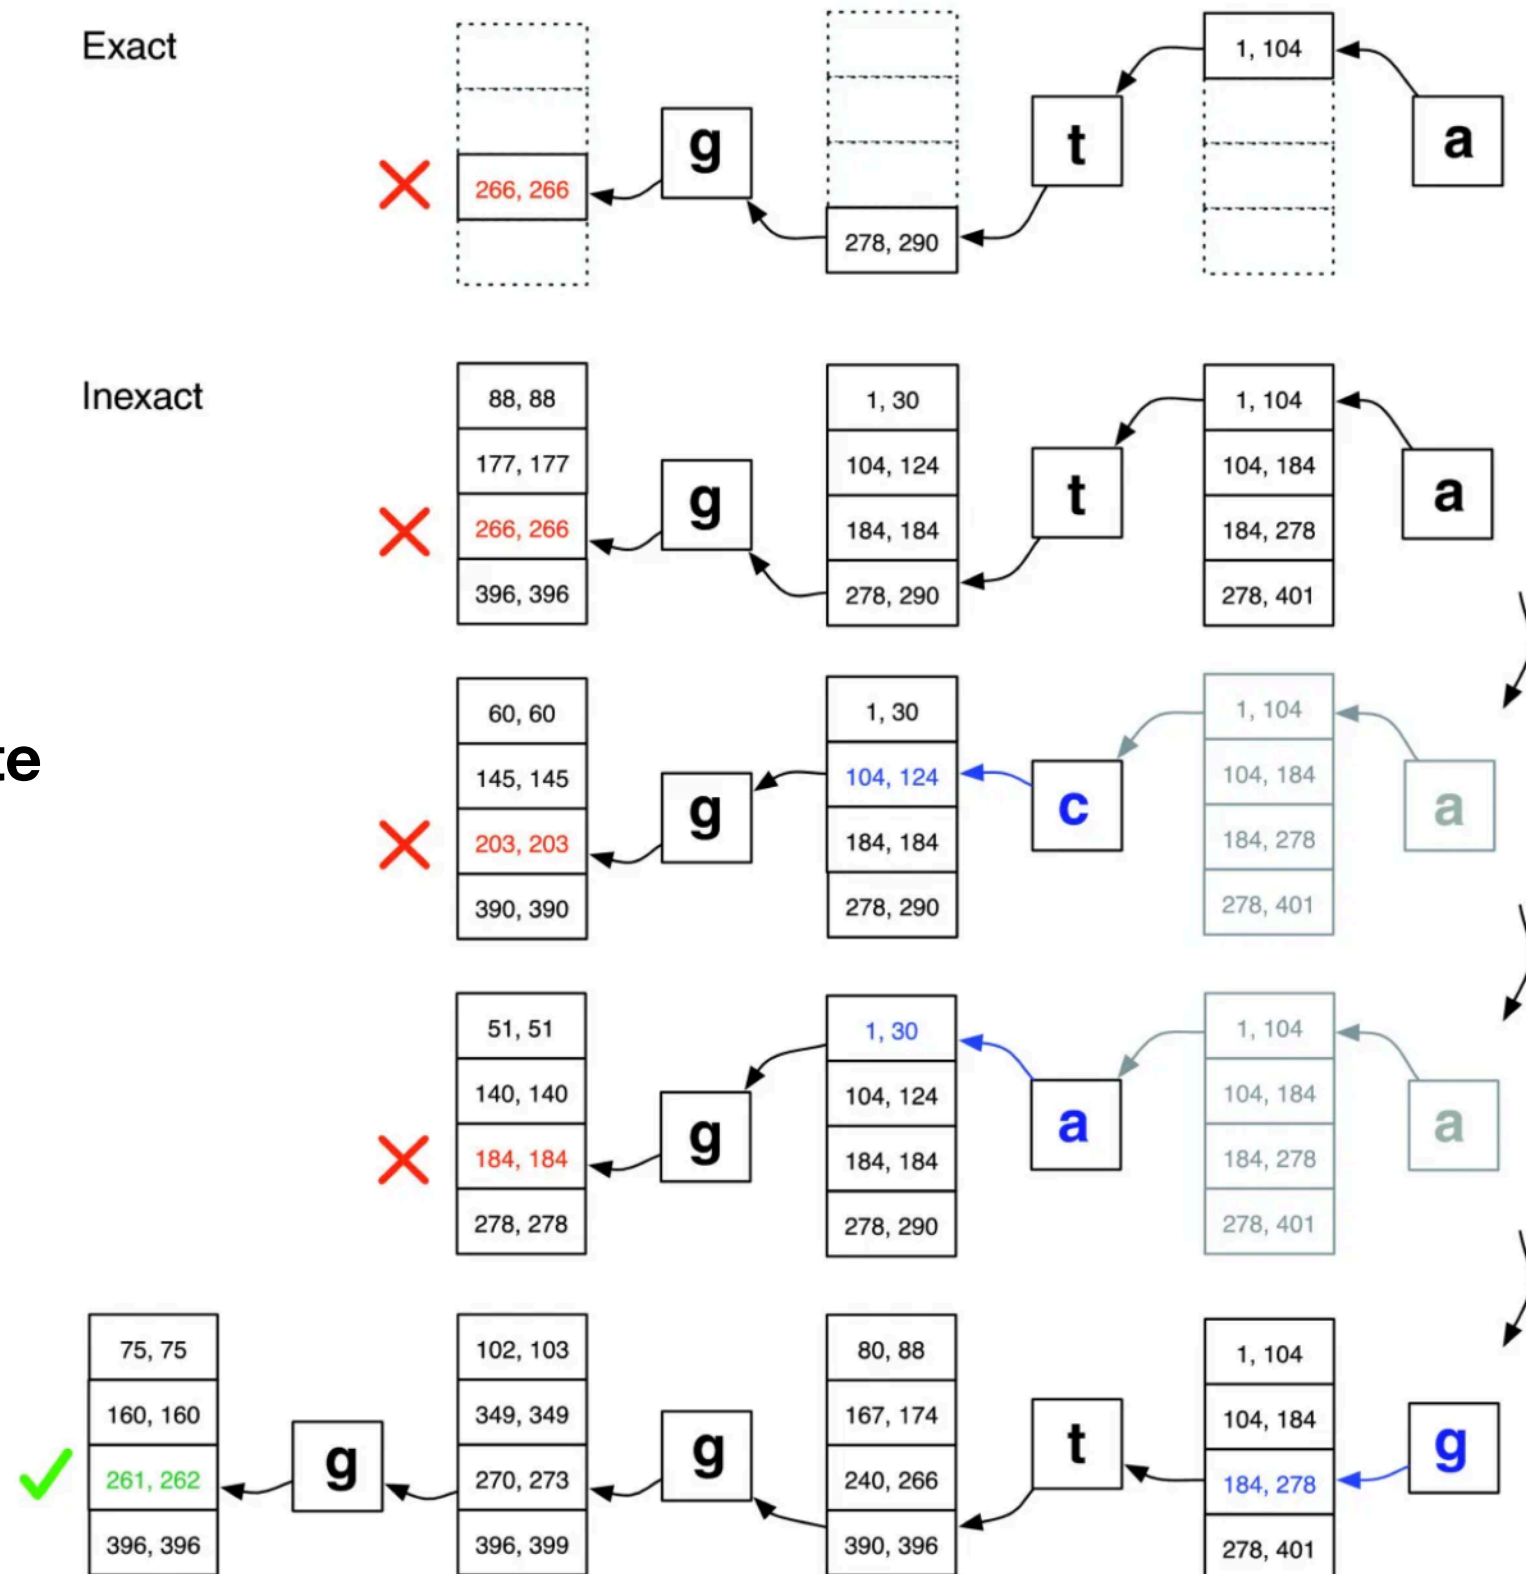 Exact
1, 104
g
t
a
266, 266
278, 290
Inexact
88, 88
1, 30
1, 104
177, 177
104, 124
104, 184
g
t
a
266, 266
184, 184
184, 278
396, 396
278, 290
278, 401
te
60, 60
1, 30
1, 104
145, 145
104, 124
104, 184
g
c
a
203, 203
184, 184
184, 278
390, 390
278, 290
278, 401
51, 51
1, 30
1, 104
140, 140
104, 124
104, 184
g
a
a
184, 184
184, 184
184, 278
278, 278
278, 290
278, 401
75, 75
102, 103
80, 88
1, 104
160, 160
349, 349
167, 174
104, 184
g
g
t
g
261, 262
270, 273
240, 266
184, 278
396, 396
396, 399
390, 396
278, 401